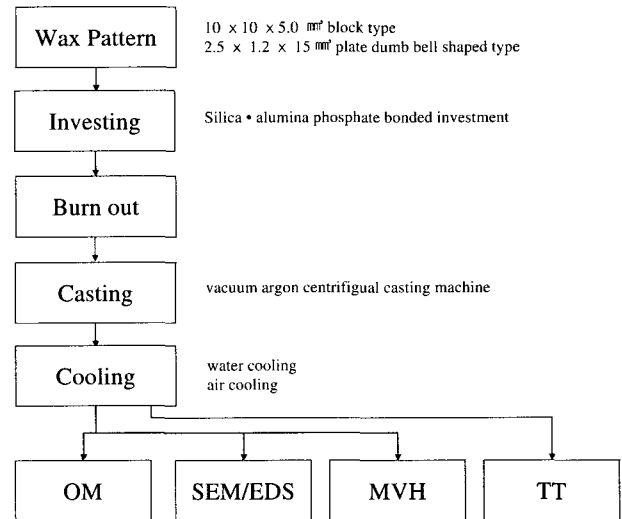 Wax Pattern
10 x 10 x 5.0 ㎣ block type
2.5 x 1.2 x 15 ㎣ plate dumb bell shaped type
Investing
Silica • alumina phosphate bonded investment
Burn out
Casting
vacuum argon centrifigual casting machine
Cooling
water cooling
air cooling
OM SEM/EDS MVH TT